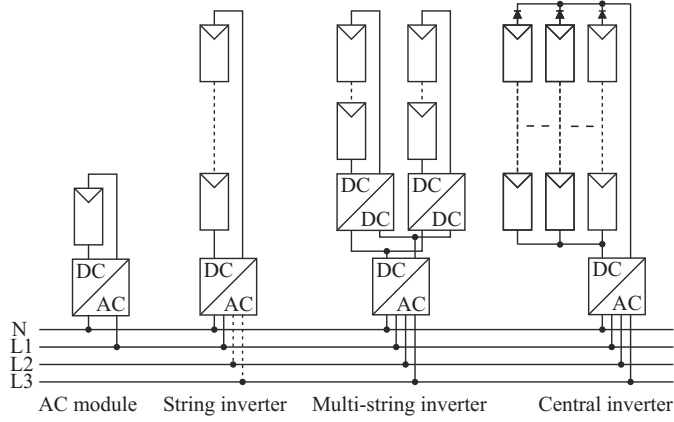 DC
DC
DC
DC
DC
AC
DC
AC
DC
AC
DC
AC
N
L1
L2
L3
AC module
String inverter
Multi-string inverter
Central inverter